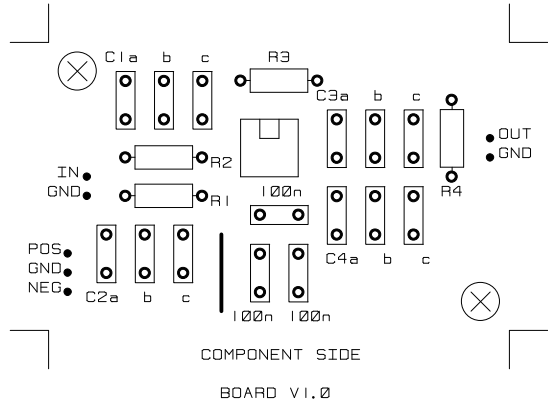 C1a b c
R3
C3a b c
OUT
GND
R2
IN
GND
R1
100n
R4
POS
GND
NEG
C2a b c
C4a b c
100n 100n
COMPONENT SIDE
BOARD V1.0